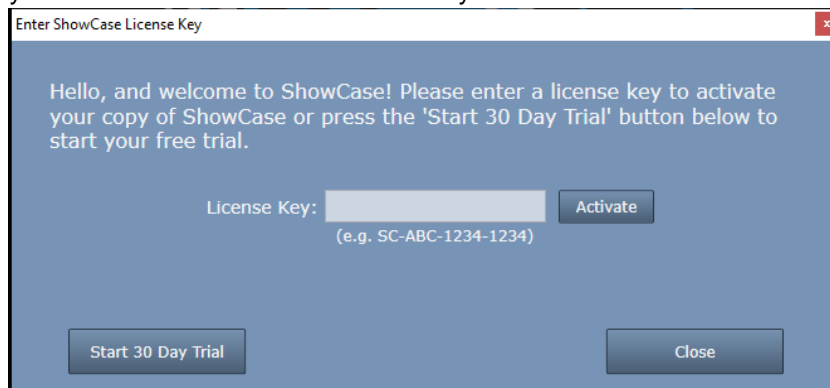 Enter ShowCase License Key
x
Hello, and welcome to ShowCase! Please enter a license key to activate
your copy of ShowCase or press the 'Start 30 Day Trial' button below to
start your free trial.
License Key:
Activate
(e.g. SC-ABC-1234-1234)
Start 30 Day Trial
Close